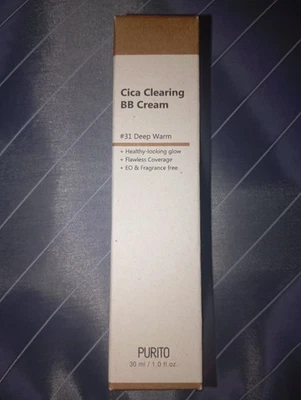 Cica Clearing
BB Cream
#31 Deep Warm
+ Healthy-looking glow
+ Flawless Coverage
+ EO & Fragrance free
PURITO
30 ml / 1.0 fl oz.